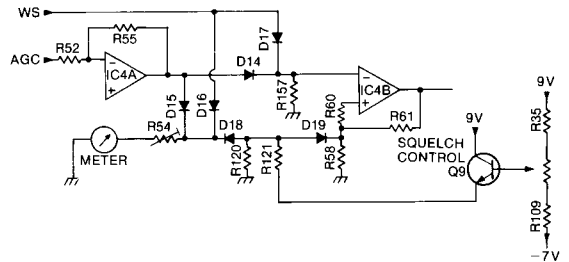 WS
R55
R52
AGC
IC4A
D17
D14
D15
D16
R157
IC4B
R60
R61
R54
METER
D18
D19
R120
R121
R58
9V
SQUELCH
CONTROL
Q9
9V
R35
R109
−7V